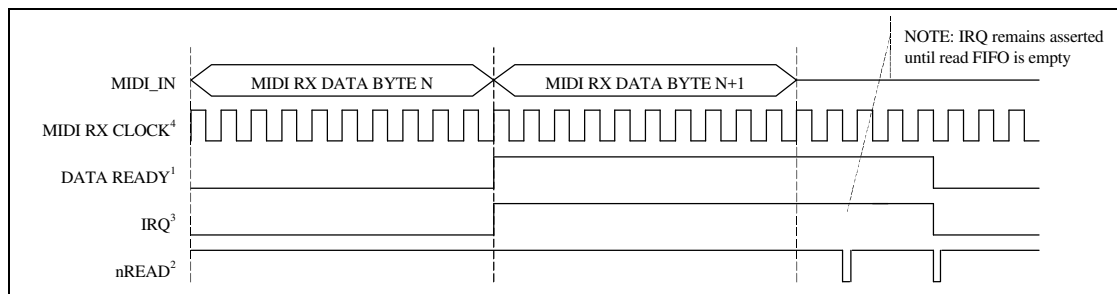 NOTE: IRQ remains asserted
until read FIFO is empty
MIDI_IN
MIDI RX DATA BYTE N
MIDI RX DATA BYTE N+1
MIDI RX CLOCK⁴
DATA READY¹
IRQ³
nREAD²